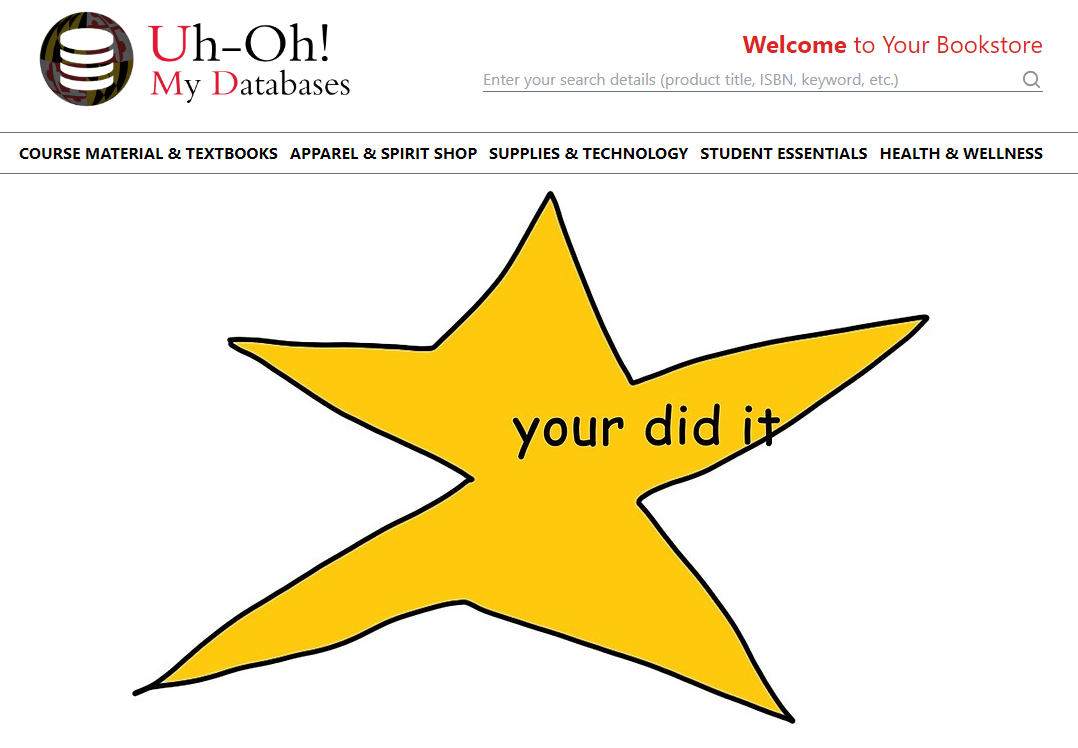 Uh-Oh!
My Databases
Welcome to Your Bookstore
Enter your search details (product title, ISBN, keyword, etc.)
COURSE MATERIAL & TEXTBOOKS APPAREL & SPIRIT SHOP SUPPLIES & TECHNOLOGY STUDENT ESSENTIALS HEALTH & WELLNESS
your did it